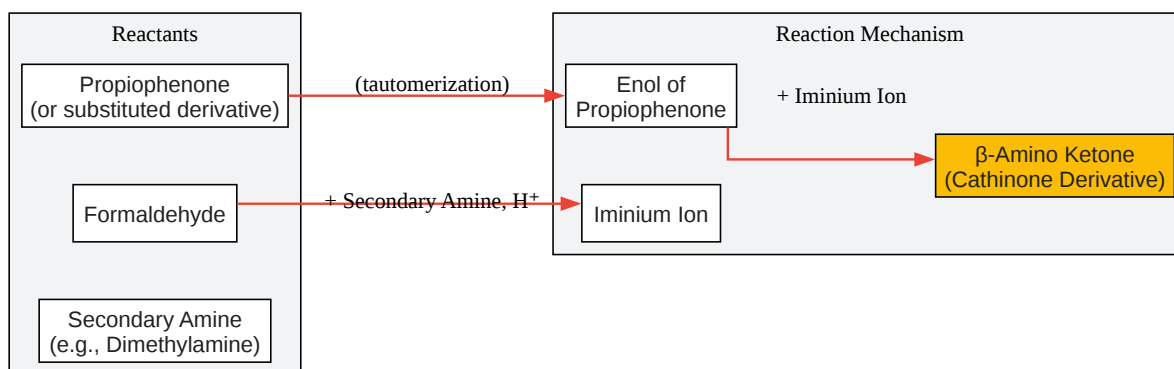 Reactants
Propiophenone
(or substituted derivative)
Formaldehyde
Secondary Amine
(e.g., Dimethylamine)
(tautomerization)
+ Secondary Amine, H⁺
Reaction Mechanism
Enol of
Propiophenone
+ Iminium Ion
Iminium Ion
β-Amino Ketone
(Cathinone Derivative)